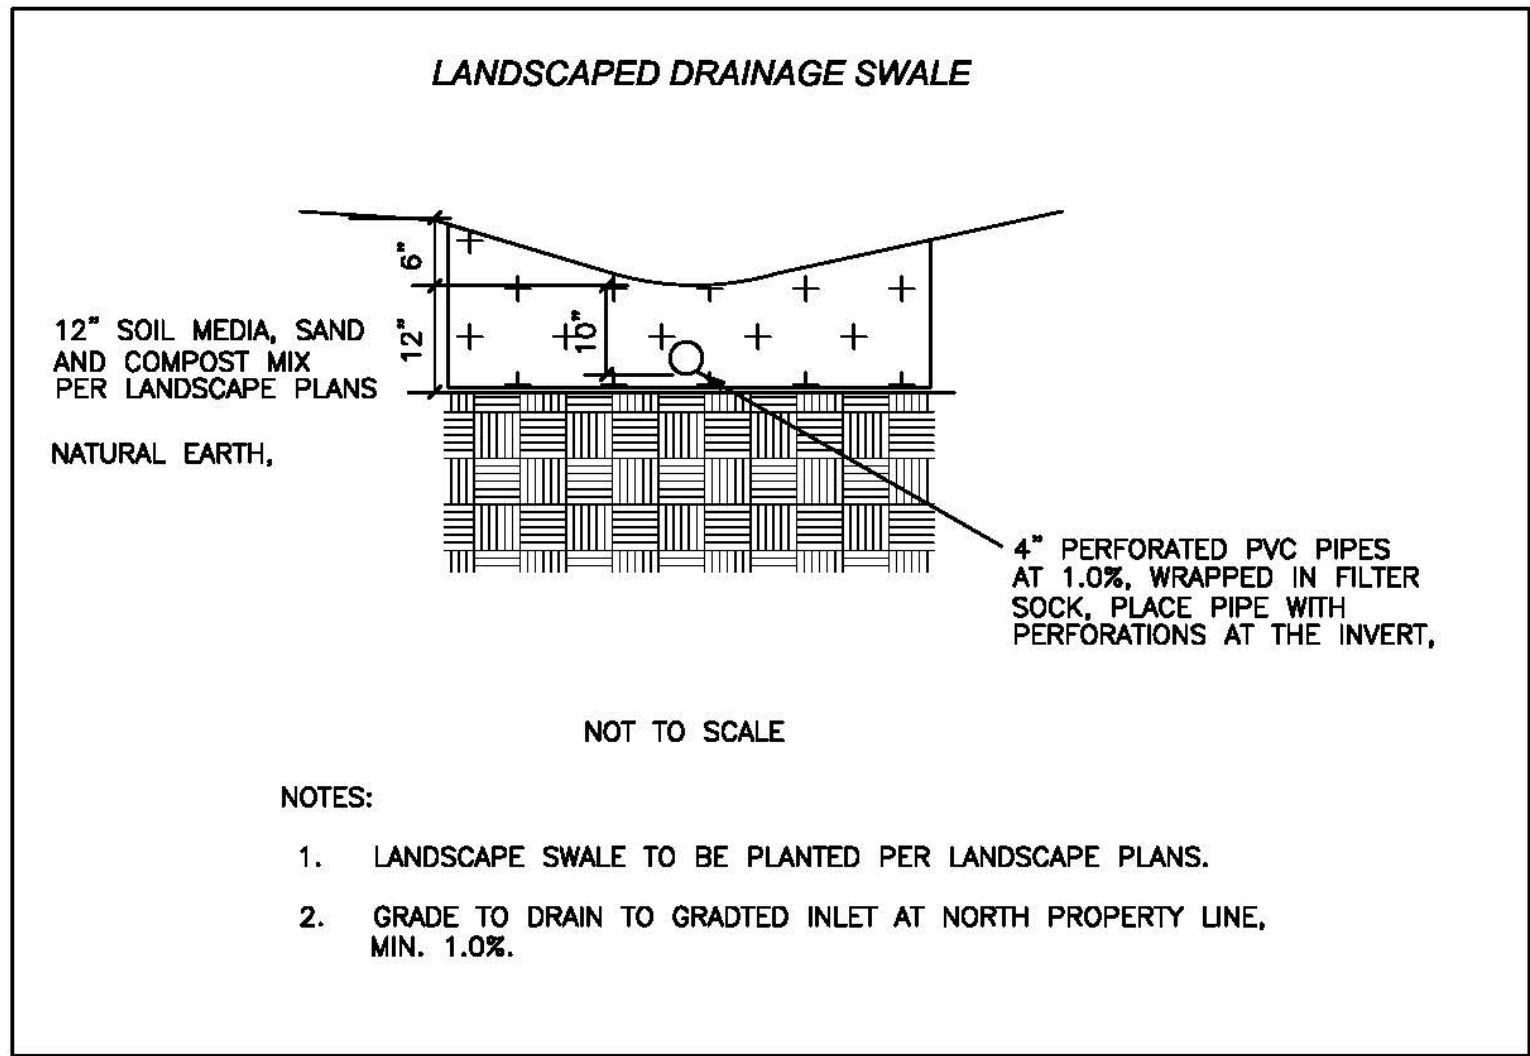 LANDSCAPED DRAINAGE SWALE
6"
12"
10"
12" SOIL MEDIA, SAND
AND COMPOST MIX
PER LANDSCAPE PLANS
NATURAL EARTH,
4" PERFORATED PVC PIPES
AT 1.0%, WRAPPED IN FILTER
SOCK, PLACE PIPE WITH
PERFORATIONS AT THE INVERT,
NOT TO SCALE
NOTES:
1. LANDSCAPE SWALE TO BE PLANTED PER LANDSCAPE PLANS.
2. GRADE TO DRAIN TO GRADTED INLET AT NORTH PROPERTY LINE,
MIN. 1.0%.